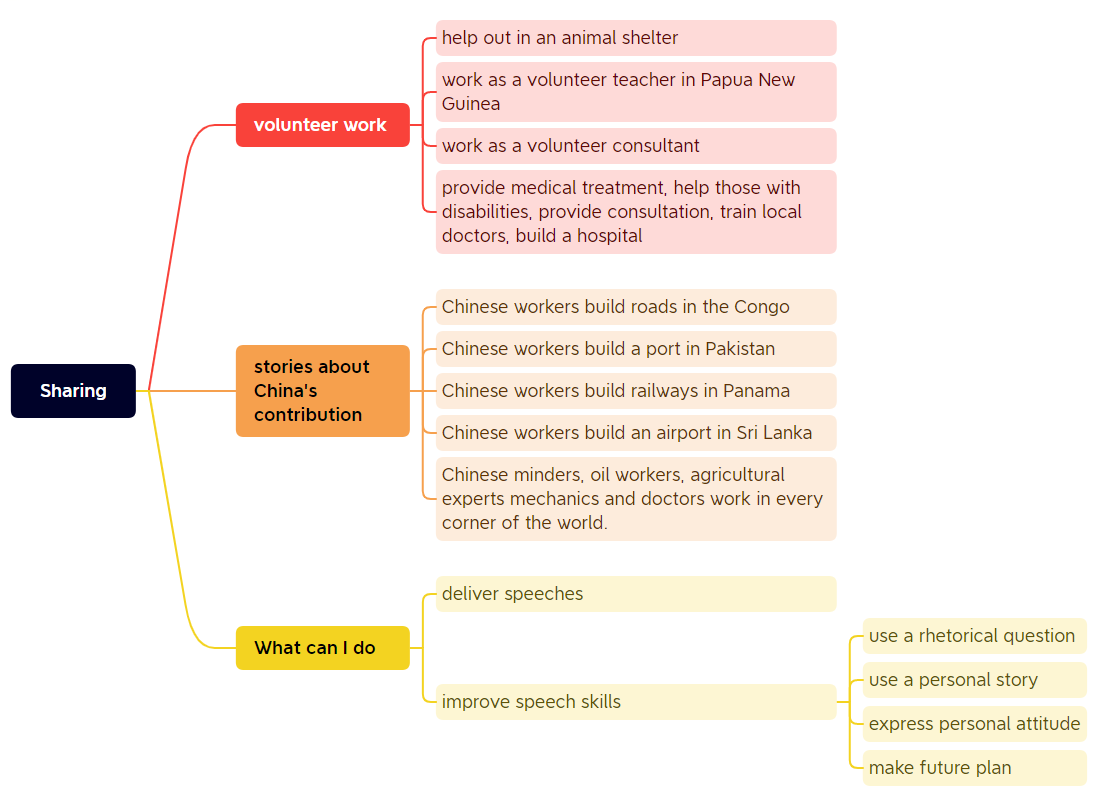 Sharing
volunteer work
help out in an animal shelter
work as a volunteer teacher in Papua New
Guinea
work as a volunteer consultant
provide medical treatment, help those with
disabilities, provide consultation, train local
doctors, build a hospital
stories about
China's
contribution
Chinese workers build roads in the Congo
Chinese workers build a port in Pakistan
Chinese workers build railways in Panama
Chinese workers build an airport in Sri Lanka
Chinese minders, oil workers, agricultural
experts mechanics and doctors work in every
corner of the world.
What can I do
deliver speeches
improve speech skills
use a rhetorical question
use a personal story
express personal attitude
make future plan